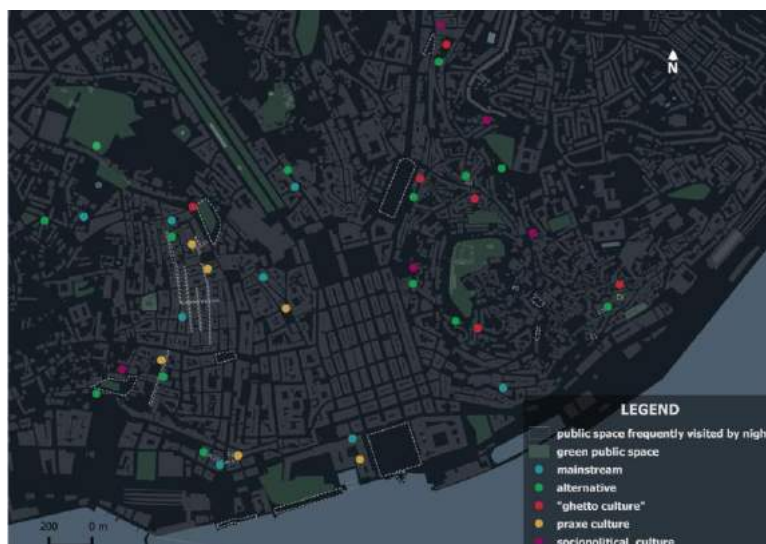 N
LEGEND
public space frequently visited by nigh
green public space
mainstream
alternative
"ghetto culture"
praxe culture
sociopolitical culture
200 0 m